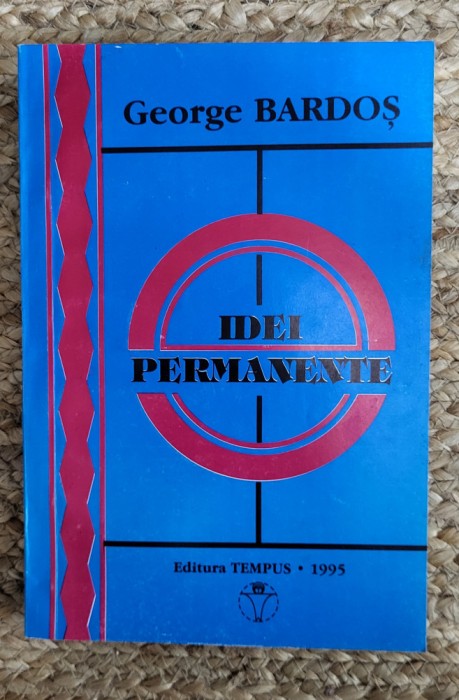 George BARDOȘ
IDEI
PERMANENTE
Editura TEMPUS • 1995